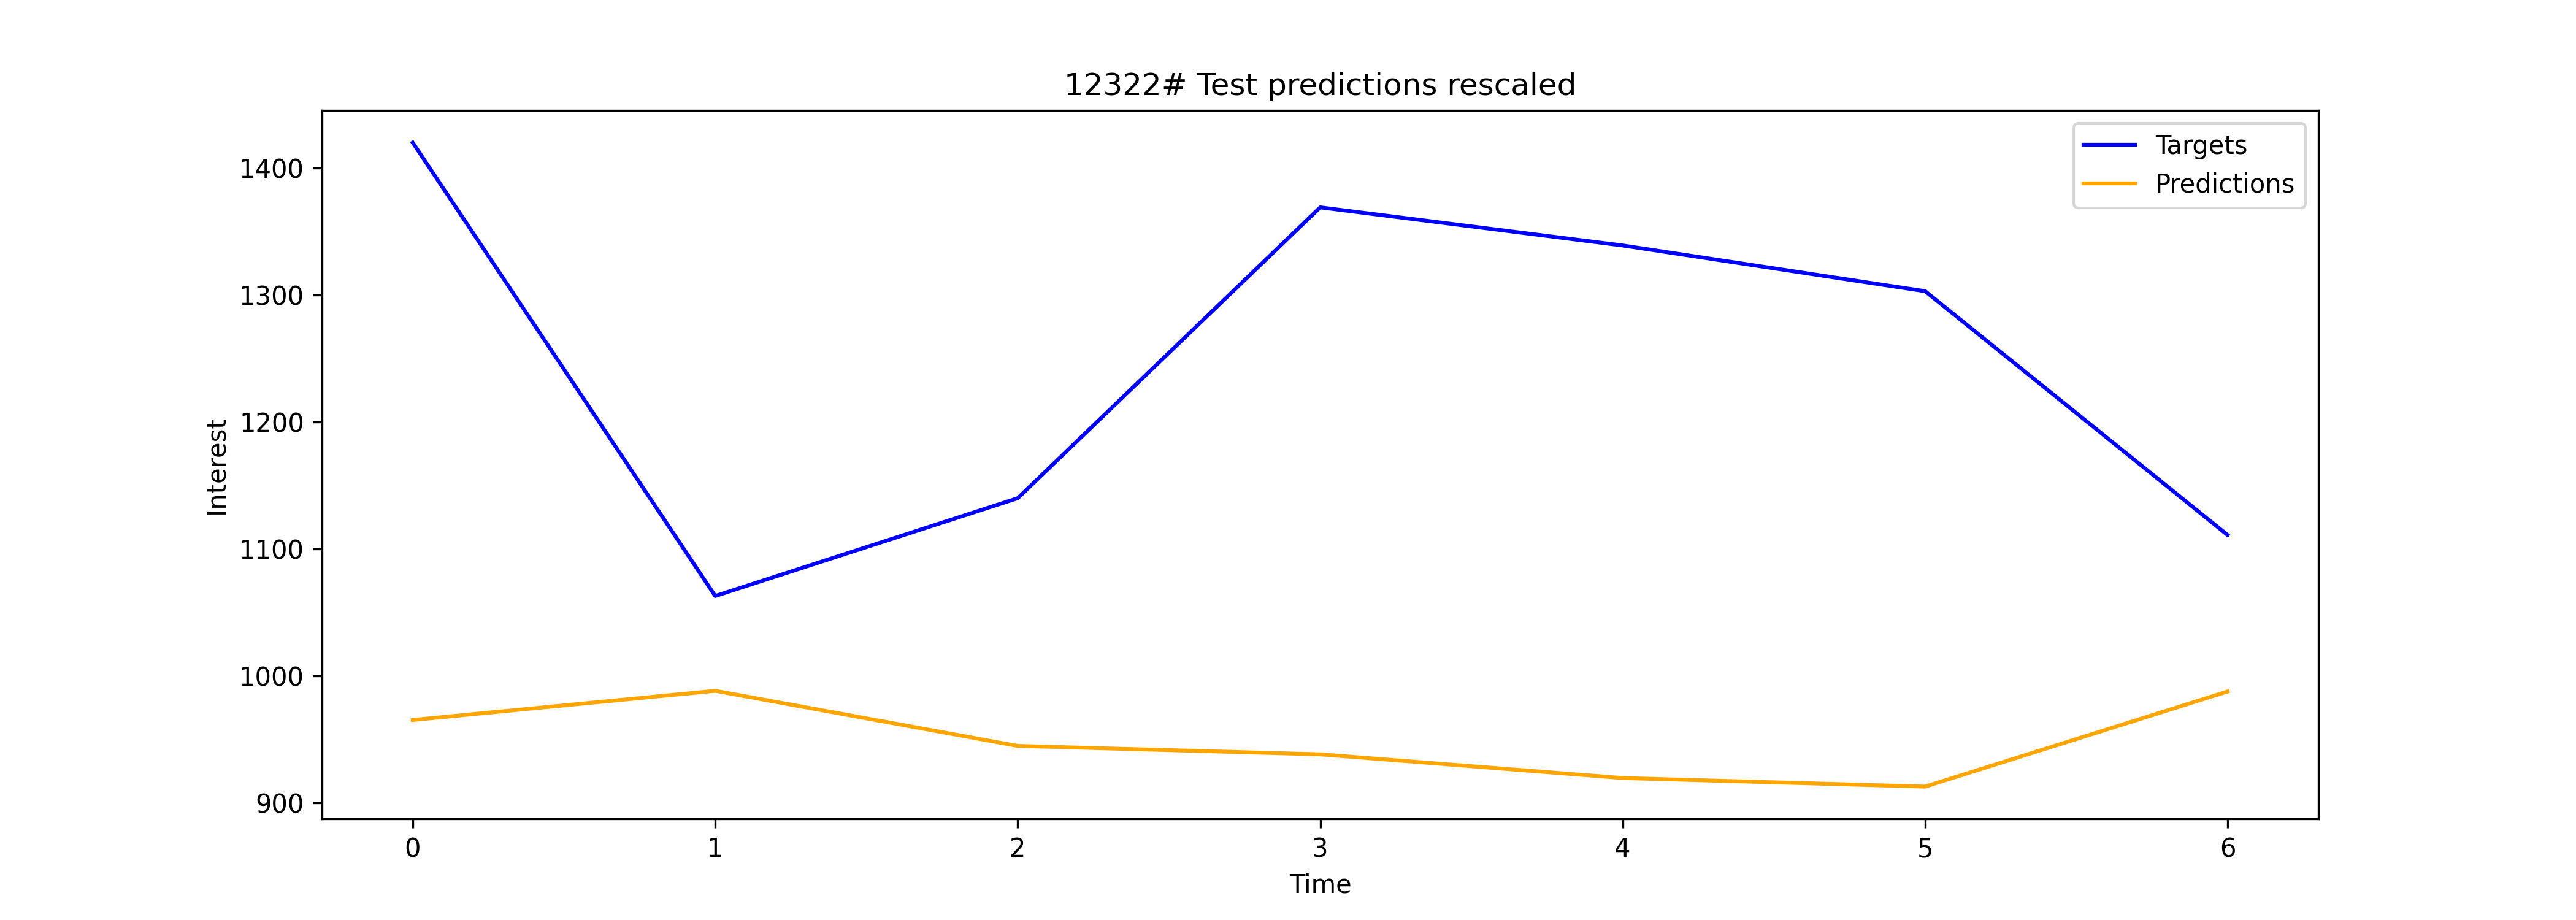 12322# Test predictions rescaled
Targets
Predictions
Interest
1400
1300
1200
1100
1000
900
0 1 2 3 4 5 6
Time